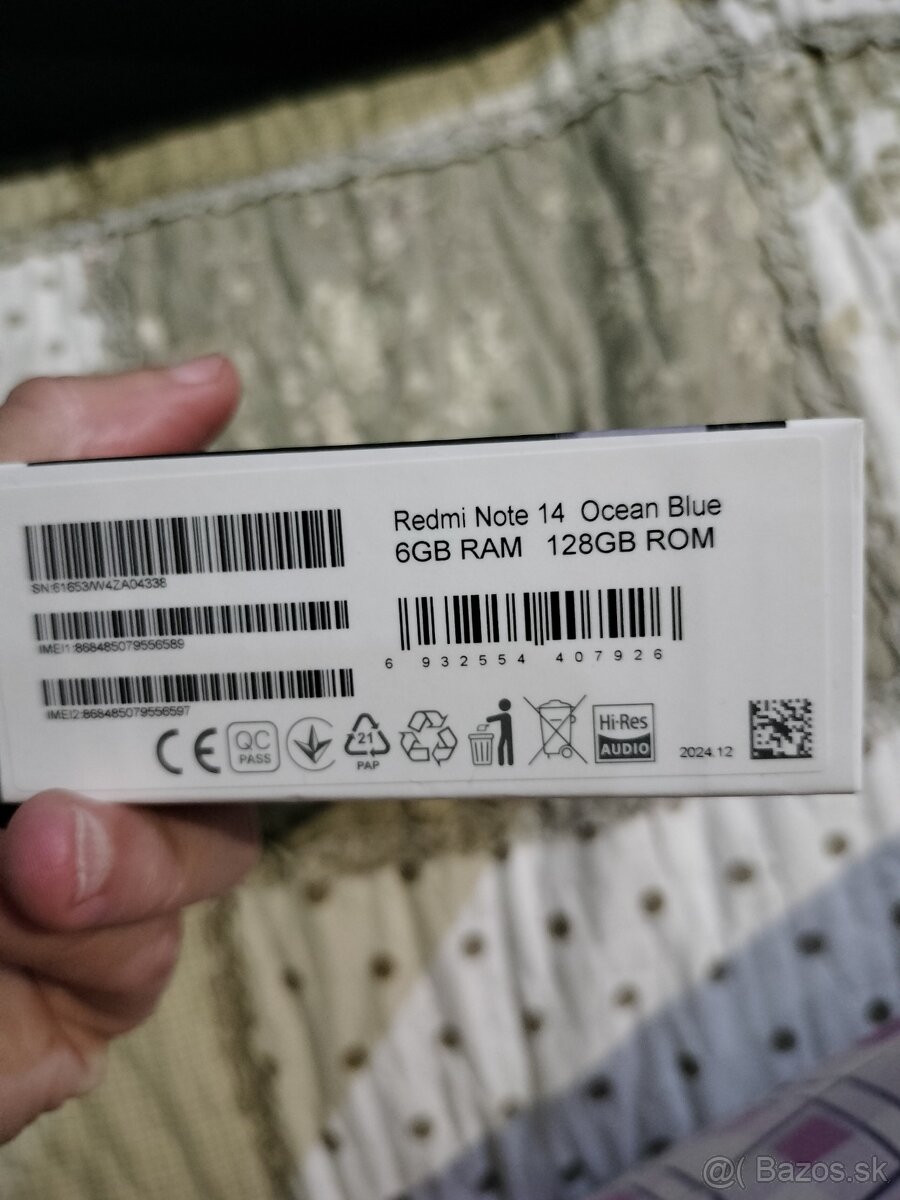 Redmi Note 14 Ocean Blue
6GB RAM 128GB ROM
SN:61653/W4ZA04338
IMEI1:868485079556589
IMEI2:868485079556597
6 932554 407926
CE
QC
PASS
21
PAP
Hi-Res
AUDIO
2024.12
@( Bazos.sk